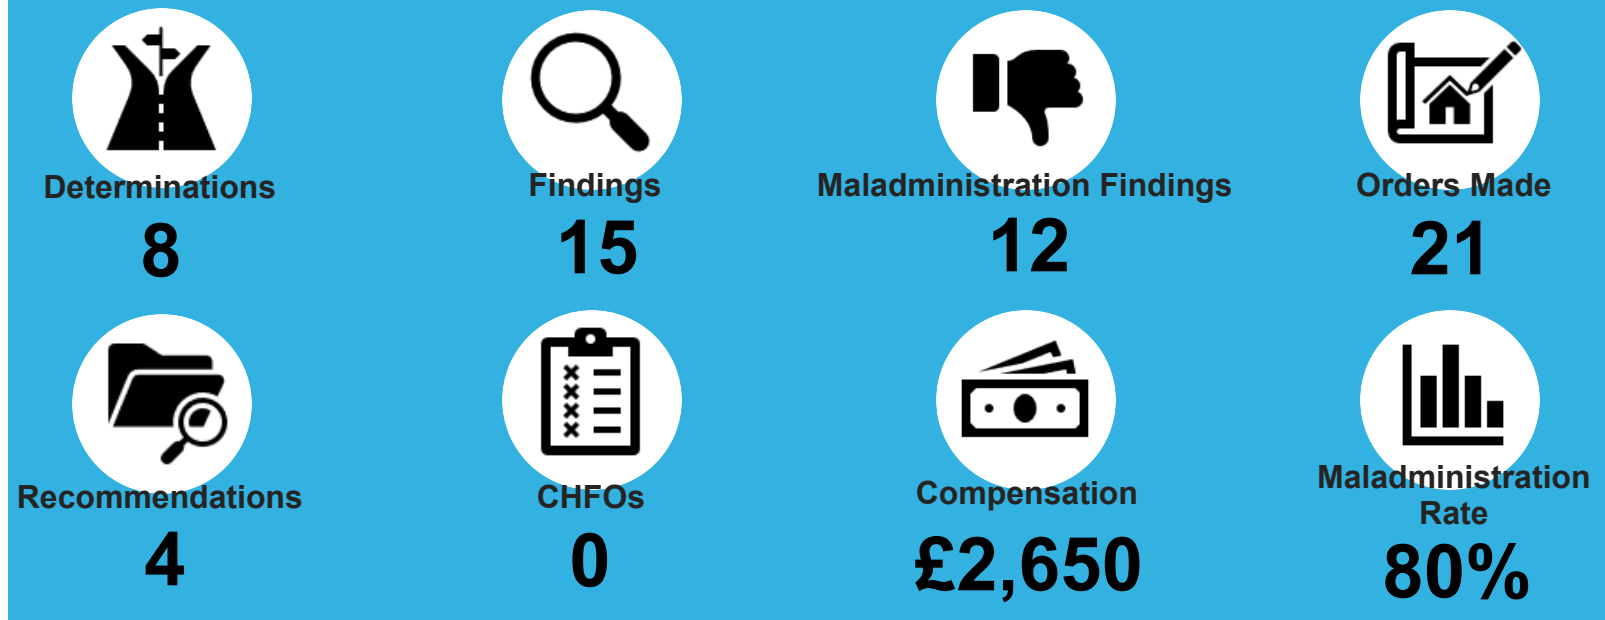 Determinations
8
Findings
15
Maladministration Findings
12
Orders Made
21
Recommendations
4
CHFOs
0
Compensation
£2,650
Maladministration
Rate
80%